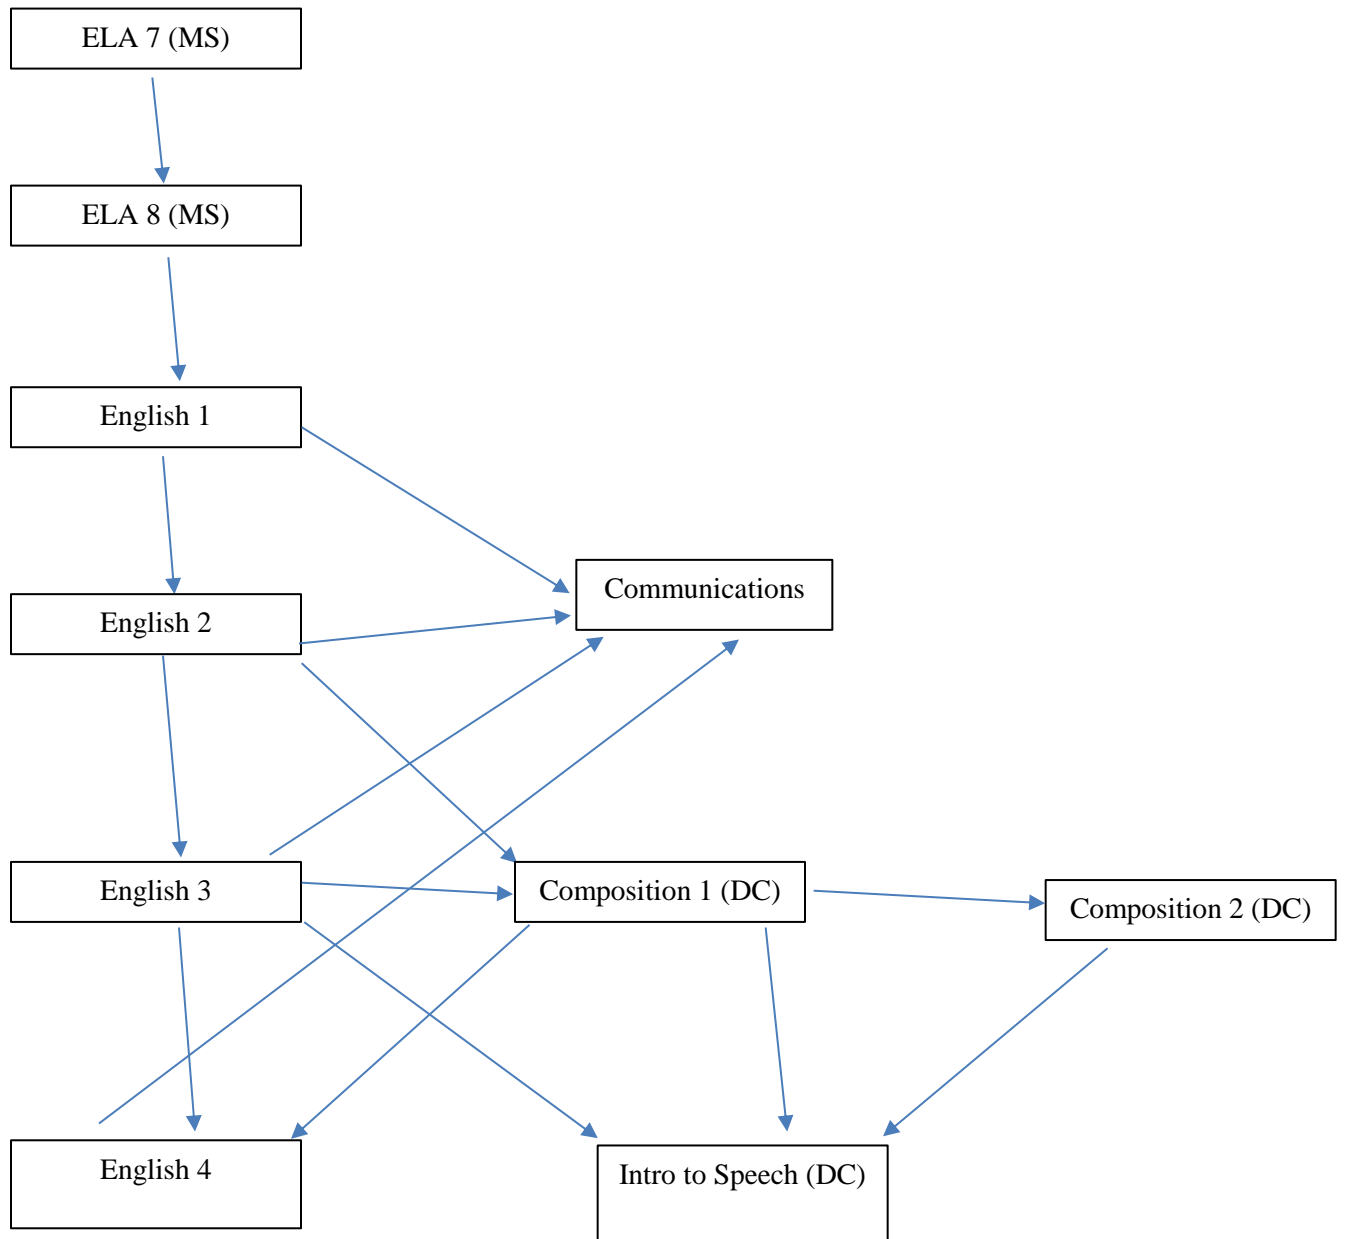 ELA 7 (MS)
ELA 8 (MS)
English 1
Communications
English 2
English 3
Composition 1 (DC)
Composition 2 (DC)
English 4
Intro to Speech (DC)